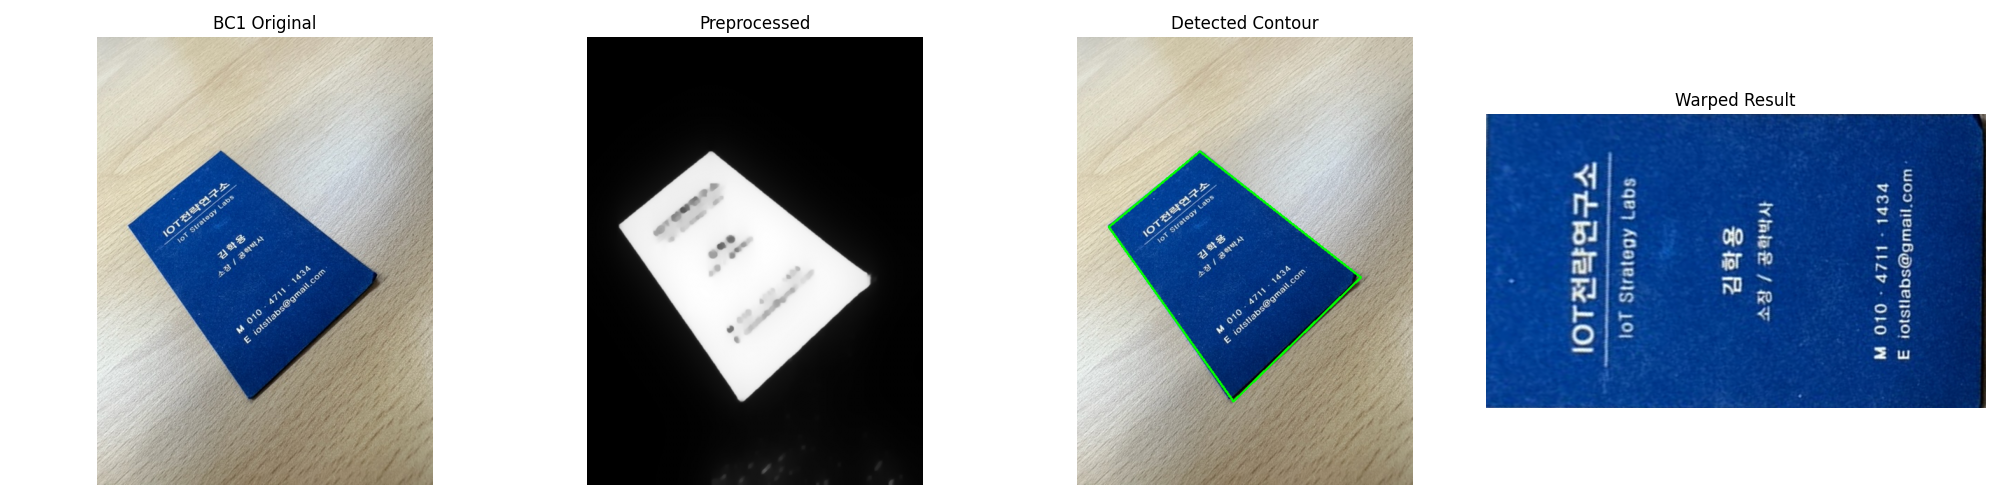 BC1 Original
IOT전략연구소
IoT Strategy Labs
김학용
소장 / 공학박사
M 010 · 4711 · 1434
E iotstlabs@gmail.com
Preprocessed
Detected Contour
IOT전략연구소
IoT Strategy Labs
김학용
소장 / 공학박사
M 010 · 4711 · 1434
E iotstlabs@gmail.com
Warped Result
IOT전략연구소
IoT Strategy Labs
김학용
소장 / 공학박사
M 010 · 4711 · 1434
E iotstlabs@gmail.com